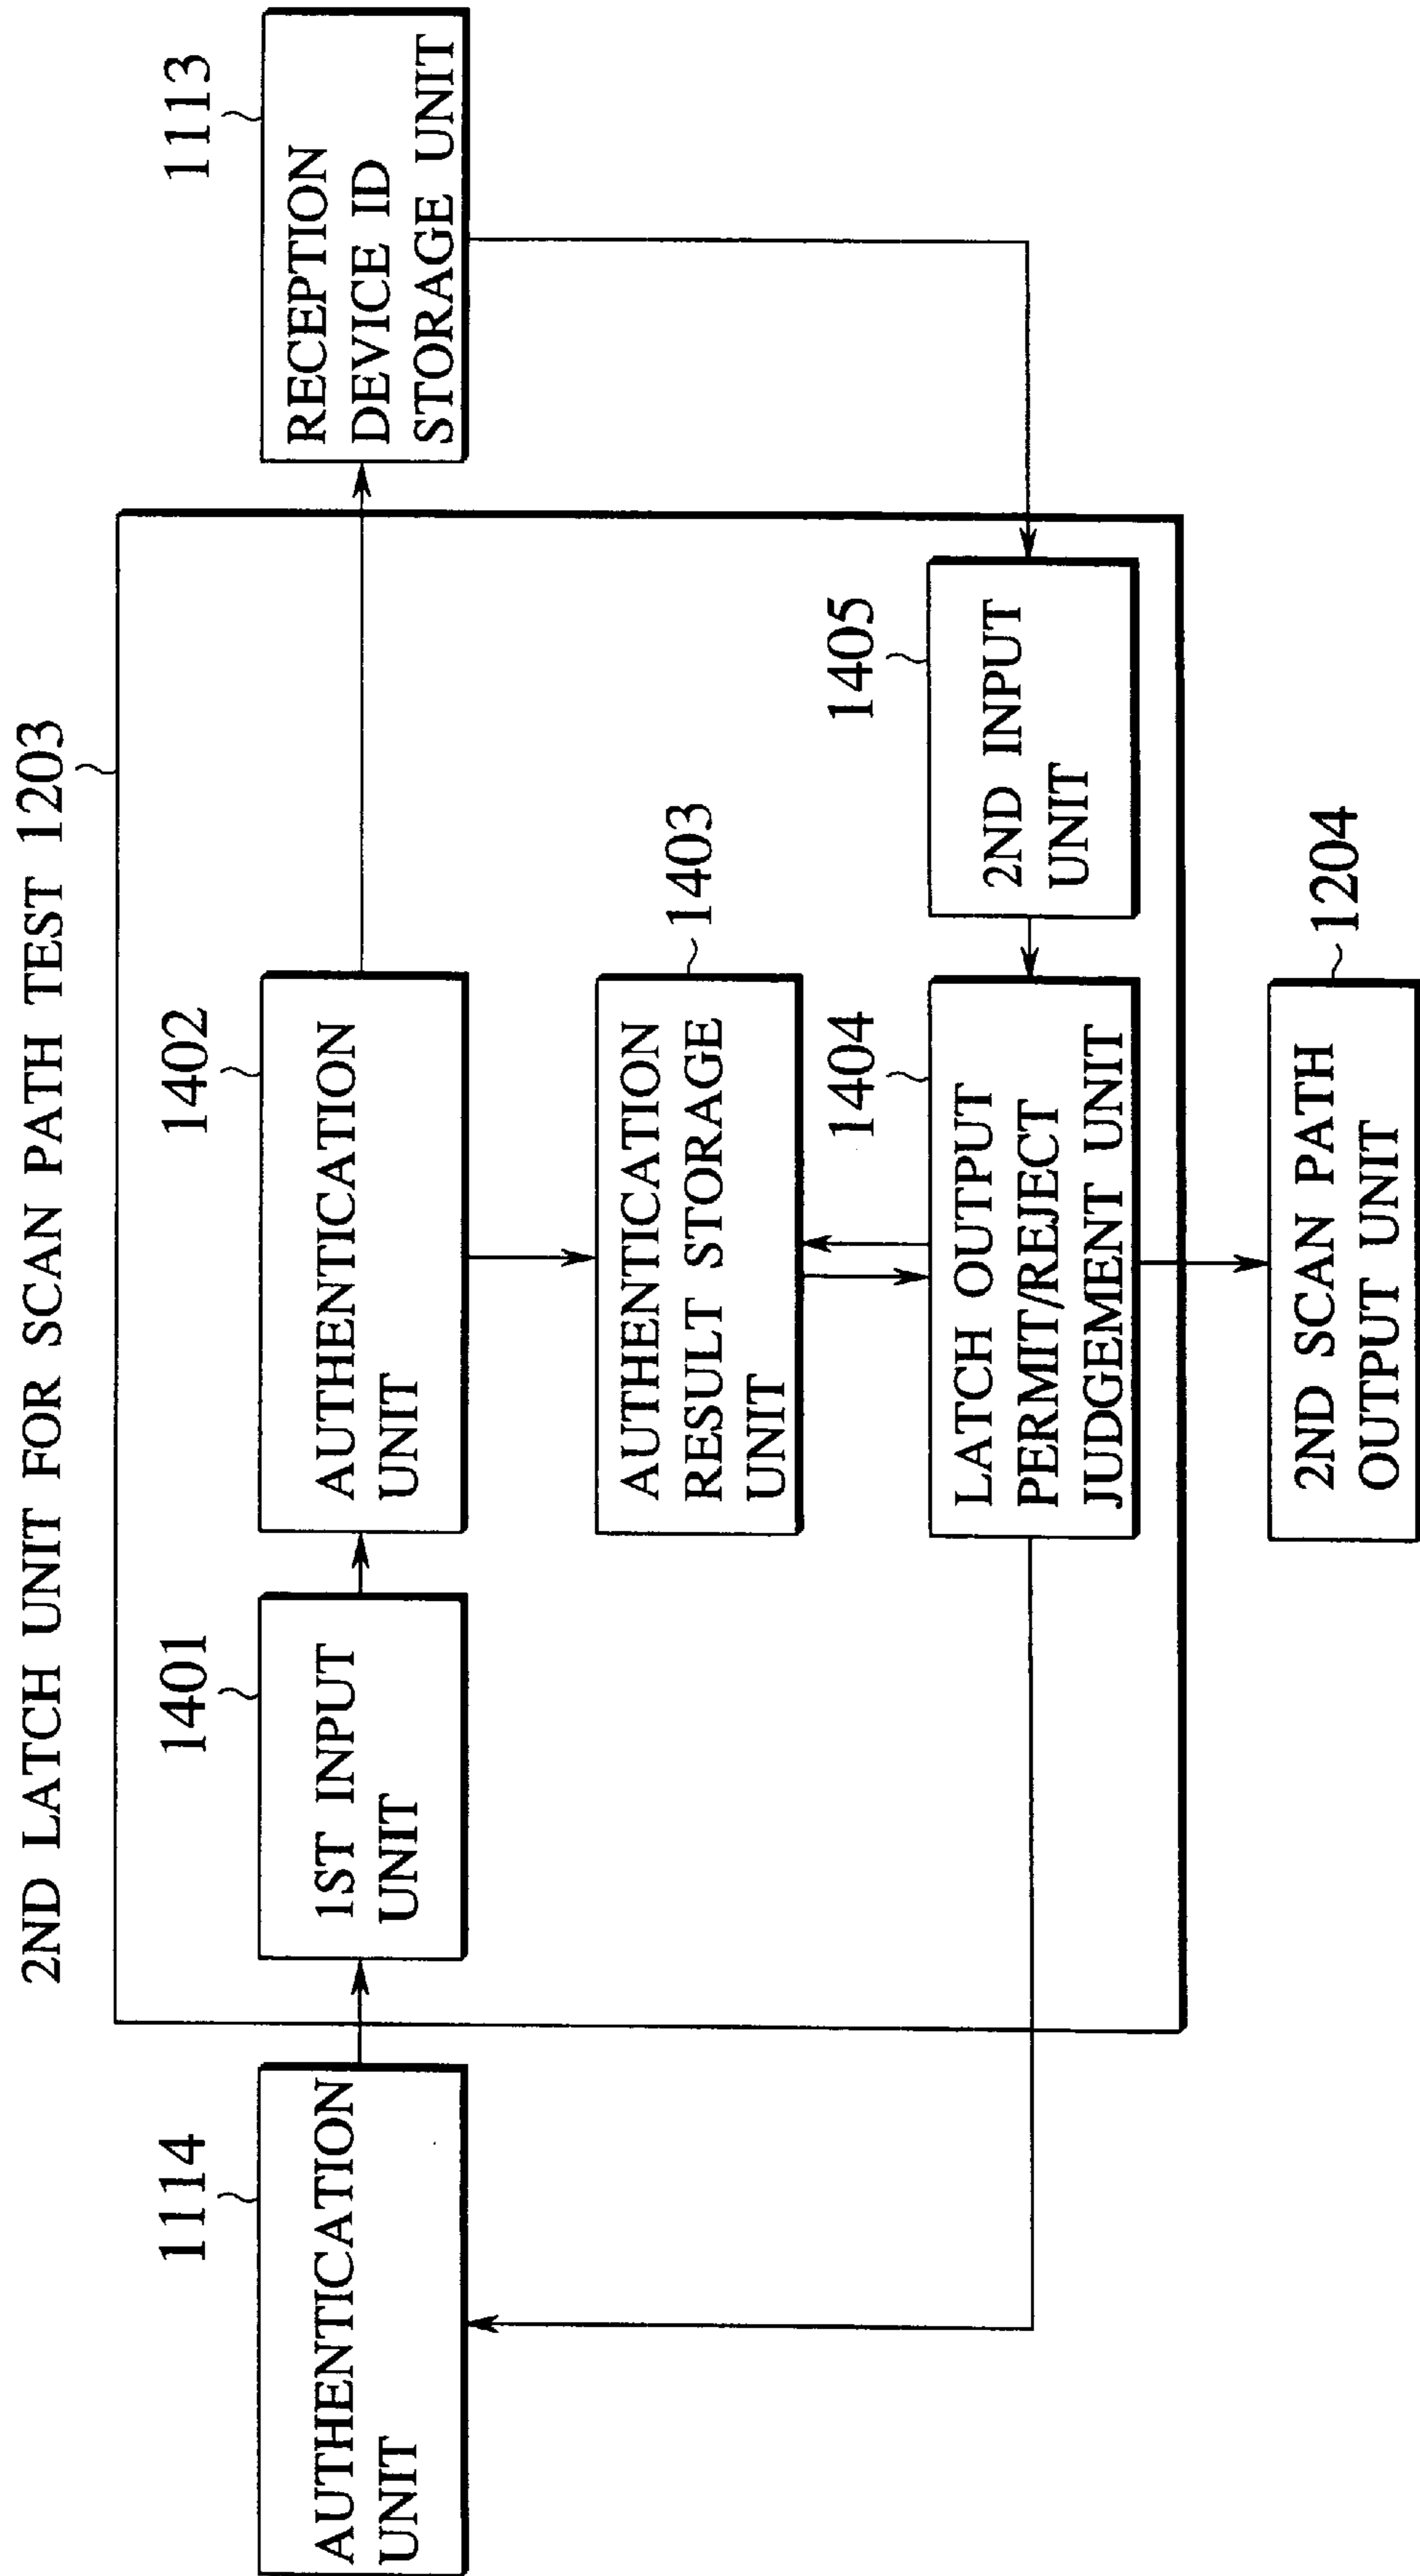 2ND LATCH UNIT FOR SCAN PATH TEST 1203
1114
AUTHENTICATION
UNIT
1401
1ST INPUT
UNIT
1402
AUTHENTICATION
UNIT
1113
RECEPTION
DEVICE ID
STORAGE UNIT
1403
AUTHENTICATION
RESULT STORAGE
UNIT
1404
LATCH OUTPUT
PERMIT/REJECT
JUDGEMENT UNIT
1405
2ND INPUT
UNIT
1204
2ND SCAN PATH
OUTPUT UNIT